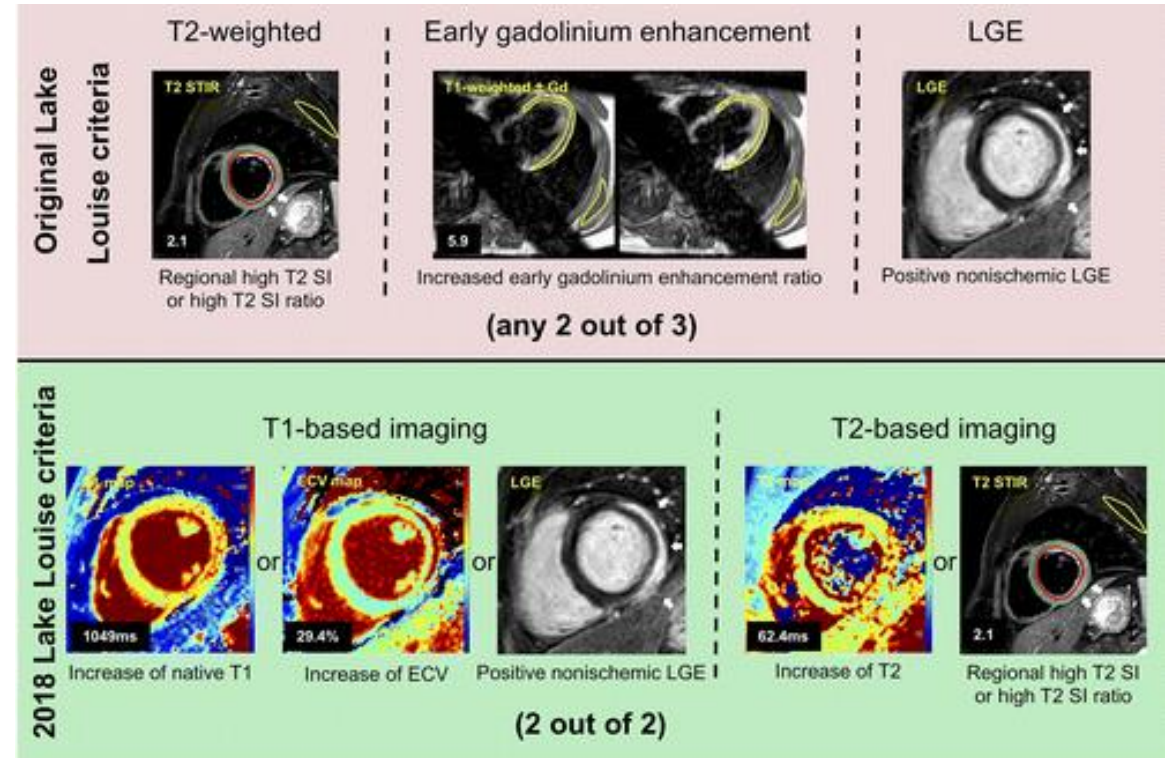 Original Lake
Louise criteria
T2-weighted
Early gadolinium enhancement
LGE
T2 STIR
2.1
T1-weighted ± Gd
5.9
LGE
Regional high T2 SI
or high T2 SI ratio
Increased early gadolinium enhancement ratio
Positive nonischemic LGE
(any 2 out of 3)
2018 Lake Louise criteria
T1-based imaging
T2-based imaging
map
1049ms
or
ECV map
29.4%
or
LGE
map
62.4ms
or
T2 STIR
2.1
Increase of native T1
Increase of ECV
Positive nonischemic LGE
Increase of T2
Regional high T2 SI
or high T2 SI ratio
(2 out of 2)